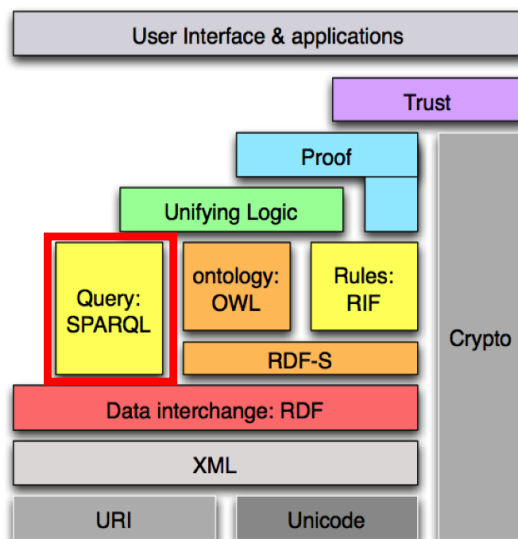 User Interface & applications
Trust
Proof
Unifying Logic
Query:
SPARQL
ontology:
OWL
Rules:
RIF
Crypto
RDF-S
Data interchange: RDF
XML
URI
Unicode